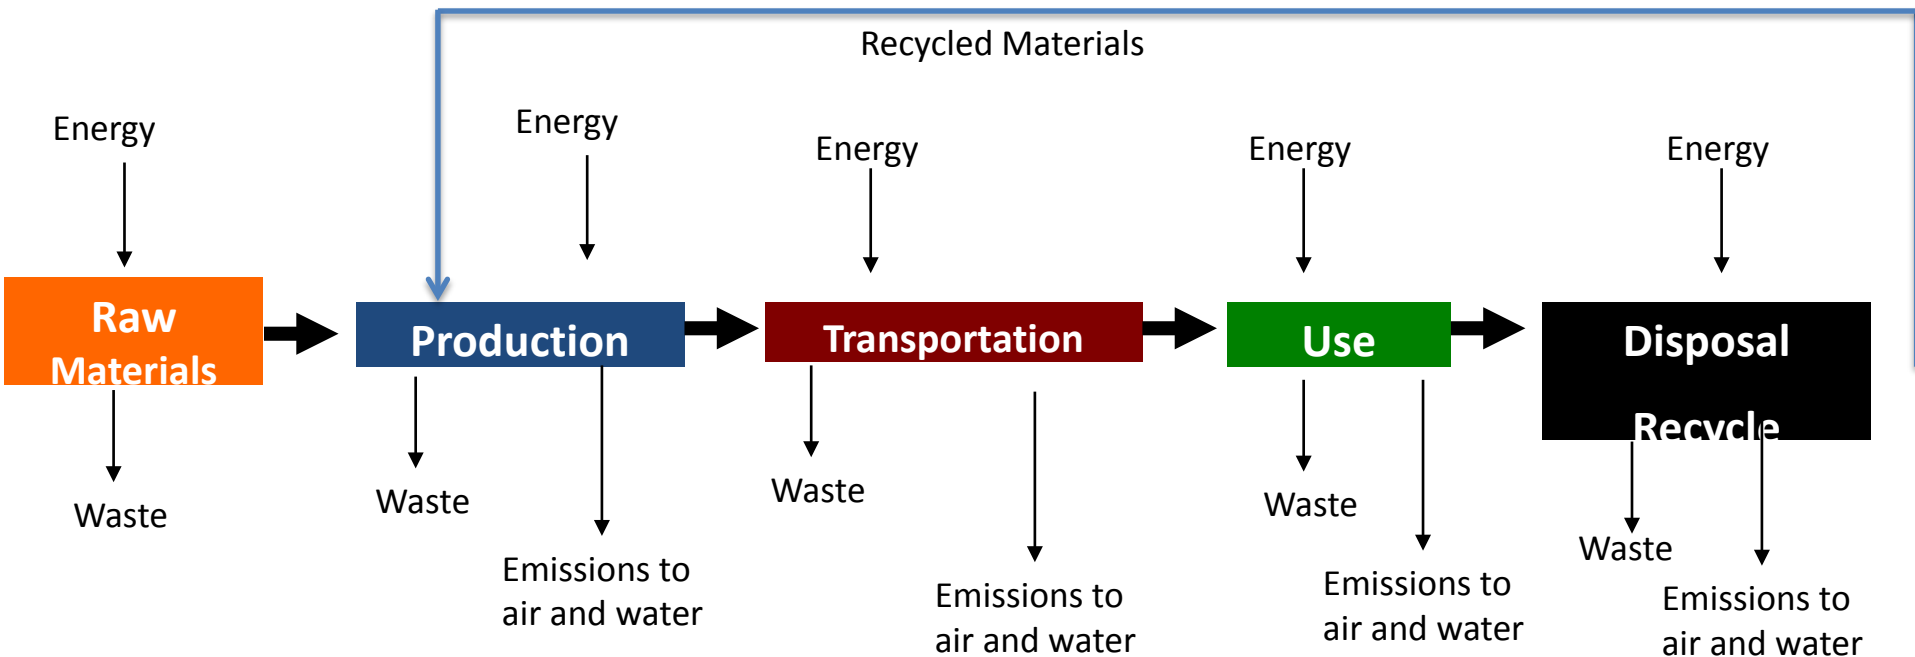 Recycled Materials
Energy
Energy
Energy
Energy
Energy
Raw
Materials
Production
Transportation
Use
Disposal
Recycle
Waste
Waste
Waste
Waste
Waste
Emissions to
air and water
Emissions to
air and water
Emissions to
air and water
Emissions to
air and water